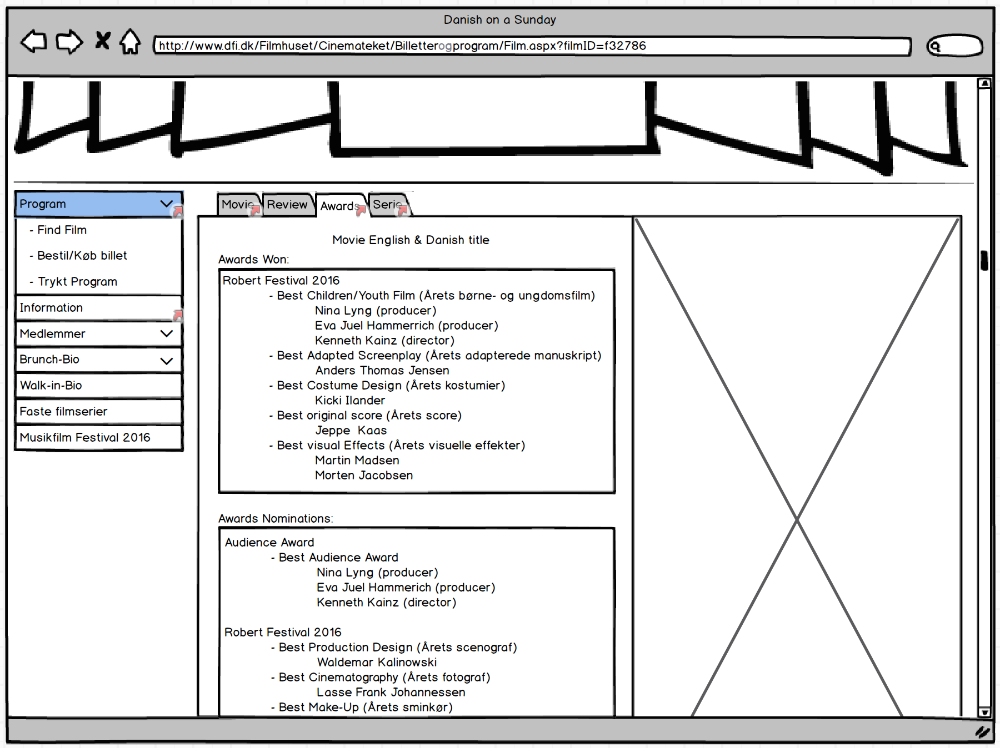 Danish on a Sunday
http://www.dfi.dk/Filmhuset/Cinemateket/Billetterogprogram/Film.aspx?filmID=f32786
Program
- Find Film
- Bestil/Køb billet
- Trykt Program
Information
Medlemmer
Brunch-Bio
Walk-in-Bio
Faste filmserier
Musikfilm Festival 2016
Movie Review Awards Serie
Movie English & Danish title
Awards Won:
Robert Festival 2016
- Best Children/Youth Film (Årets børne- og ungdomsfilm)
Nina Lyng (producer)
Eva Juel Hammerrich (producer)
Kenneth Kainz (director)
- Best Adapted Screenplay (Årets adapterede manuskript)
Anders Thomas Jensen
- Best Costume Design (Årets kostumier)
Kicki Ilander
- Best original score (Årets score)
Jeppe Kaas
- Best visual Effects (Årets visuelle effekter)
Martin Madsen
Morten Jacobsen
Awards Nominations:
Audience Award
- Best Audience Award
Nina Lyng (producer)
Eva Juel Hammerich (producer)
Kenneth Kainz (director)
Robert Festival 2016
- Best Production Design (Årets scenograf)
Waldemar Kalinowski
- Best Cinematography (Årets fotograf)
Lasse Frank Johannessen
- Best Make-Up (Årets sminkør)